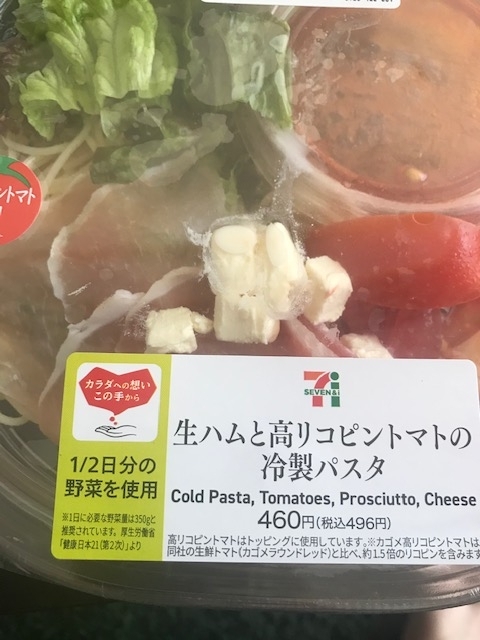 ントマト
カラダへの想い
この手から
SEVEN&i
生ハムと高リコピントマトの
冷製パスタ
1/2日分の
野菜を使用
Cold Pasta, Tomatoes, Prosciutto, Cheese
460円(税込496円)
※1日に必要な野菜量は350gと
推奨されています。厚生労働省
「健康日本21(第2次)」より
高リコピントマトはトッピングに使用しています。※カゴメ高リコピントマトは
同社の生鮮トマト(カゴメラウンドレッド)と比べ、約1.5倍のリコピンを含みます